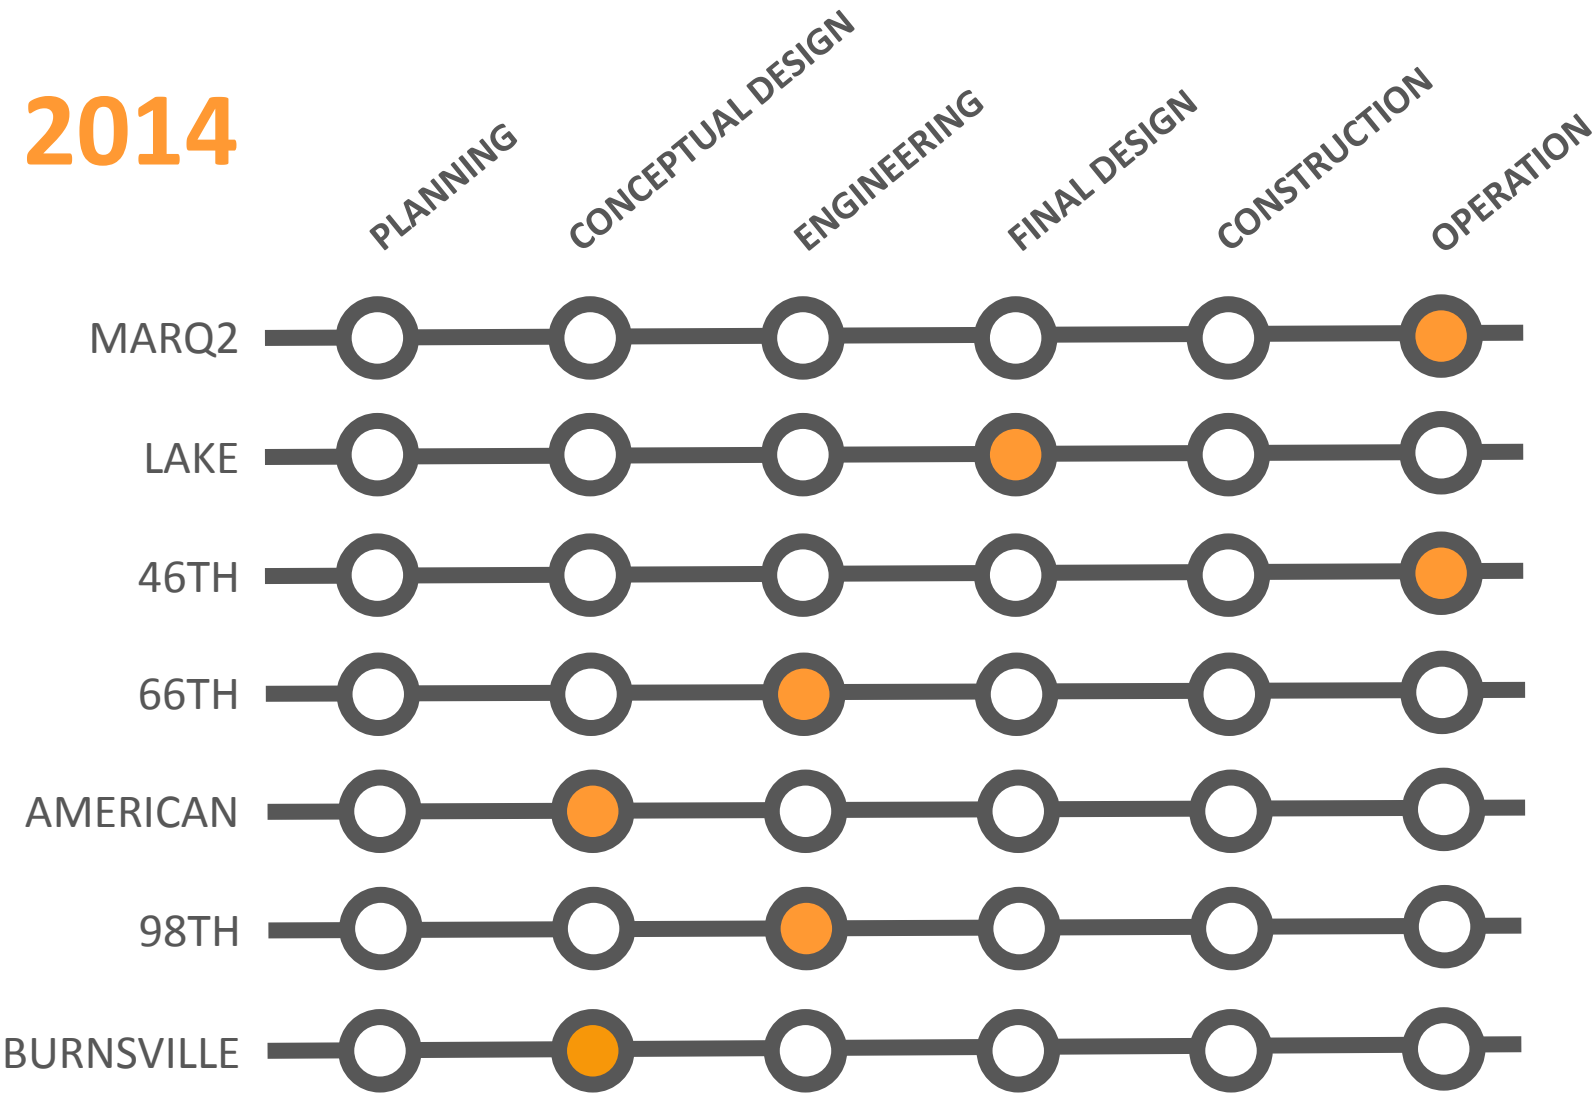 2014
PLANNING
CONCEPTUAL DESIGN
ENGINEERING
FINAL DESIGN
CONSTRUCTION
OPERATION
MARQ2
LAKE
46TH
66TH
AMERICAN
98TH
BURNSVILLE